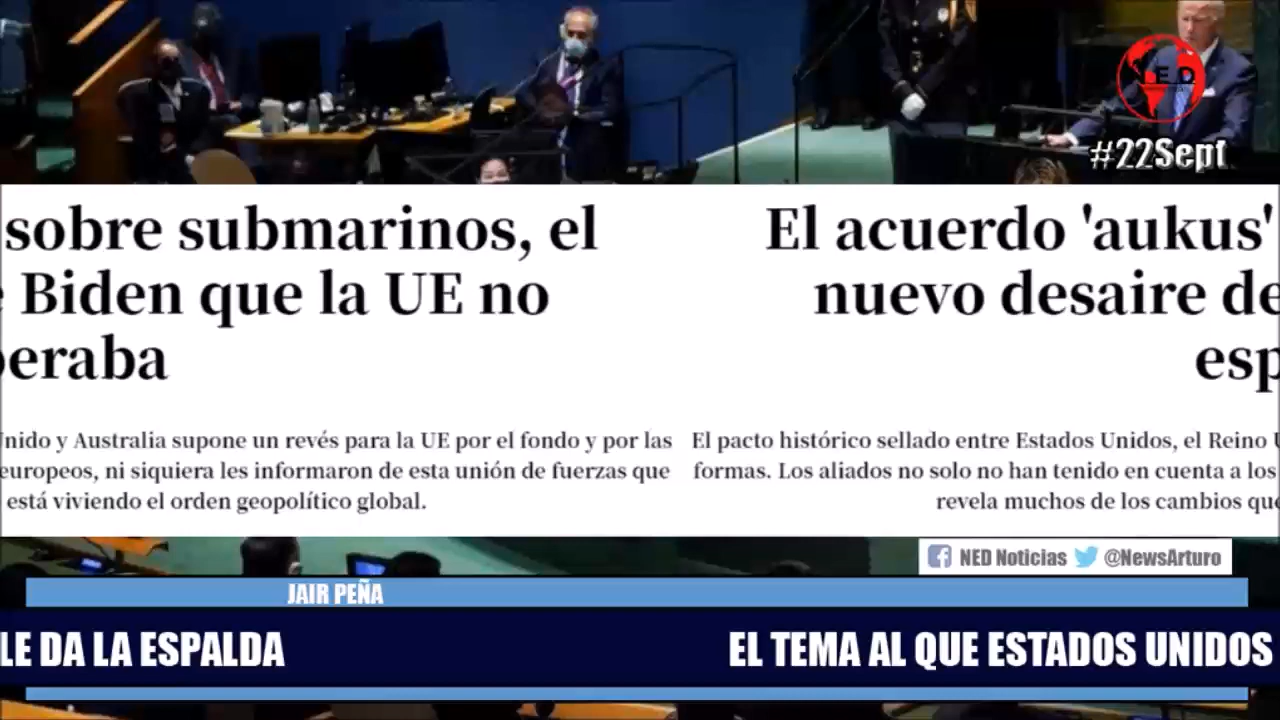 #22Sept
sobre submarinos, el
Biden que la UE no
peraba
Unido y Australia supone un revés para la UE por el fondo y por las
europeos, ni siquiera les informaron de esta unión de fuerzas que
está viviendo el orden geopolítico global.
El acuerdo 'aukus'
nuevo desaire de
esp
El pacto histórico sellado entre Estados Unidos, el Reino U
formas. Los aliados no solo no han tenido en cuenta a los
revela muchos de los cambios que
NED Noticias @NewsArturo
JAIR PEÑA
LE DA LA ESPALDA
EL TEMA AL QUE ESTADOS UNIDOS